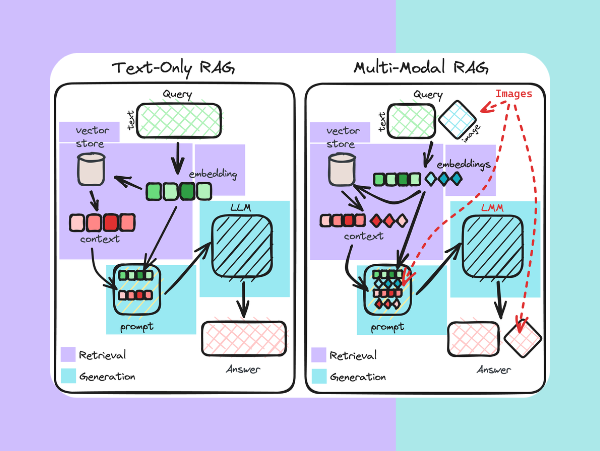 Text-Only RAG
Query
text
vector
store
embedding
context
LLM
prompt
Answer
Retrieval
Generation
Multi-Modal RAG
Images
Query
text
image
vector
store
embeddings
context
LMM
prompt
Answer
Retrieval
Generation